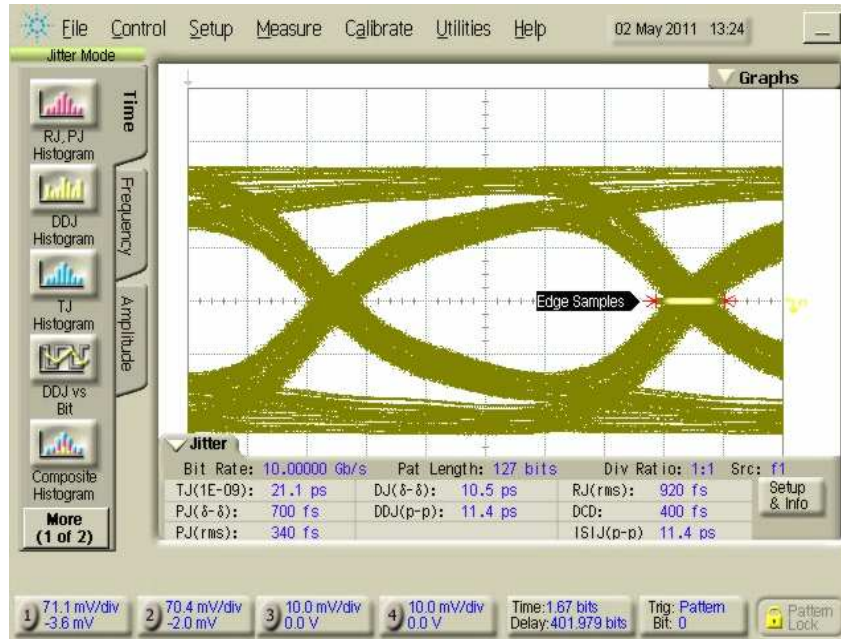 File Control Setup Measure Calibrate Utilities Help 02 May 2011 13:24
Jitter Mode
Graphs
Time
Frequency
Amplitude
RJ, PJ
Histogram
DDJ
Histogram
TJ
Histogram
DDJ vs
Bit
Composite
Histogram
More
(1 of 2)
Edge Samples
Jitter
Bit Rate: 10.00000 Gb/s Pat Length: 127 bits Div Ratio: 1:1 Src: f1
TJ(1E-09): 21.1 ps DJ(δ-δ): 10.5 ps RJ(rms): 920 fs
PJ(δ-δ): 700 fs DDJ(p-p): 11.4 ps DCD: 400 fs
PJ(rms): 340 fs ISIJ(p-p) 11.4 ps
Setup
& Info
1) 71.1 mV/div
-3.6 mV
2) 70.4 mV/div
-2.0 mV
3) 10.0 mV/div
0.0 V
4) 10.0 mV/div
0.0 V
Time:1.67 bits
Delay:401.979 bits
Trig: Pattern
Bit: 0
Pattern
Lock